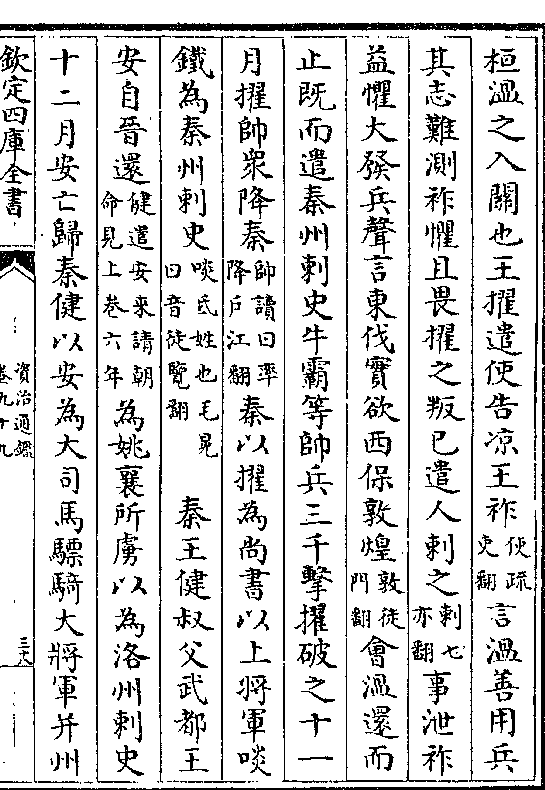 桓溫之入關也王擢遣使告凉王祚使疏吏翻言溫善用兵
其志難測祚懼且畏擢之叛已遣人刺之刺七亦翻事泄祚
益懼大發兵聲言東伐實欲西保敦煌敦徒門翻會溫還而
止既而遣秦州刺史牛霸等帥兵三千擊擢破之十一
月擢帥衆降秦帥讀曰率降戶江翻秦以擢為尚書以上將軍啖
鐵為秦州刺史啖氐姓也毛晃曰音徒覽翻 秦王健叔父武都王
安自晉還健遣安來請朝命見上卷六年為姚襄所虜以為洛州刺史
十二月安亡歸秦健以安為大司馬驃騎大將軍并州
欽定四庫全書
資治通鑑
卷九十九